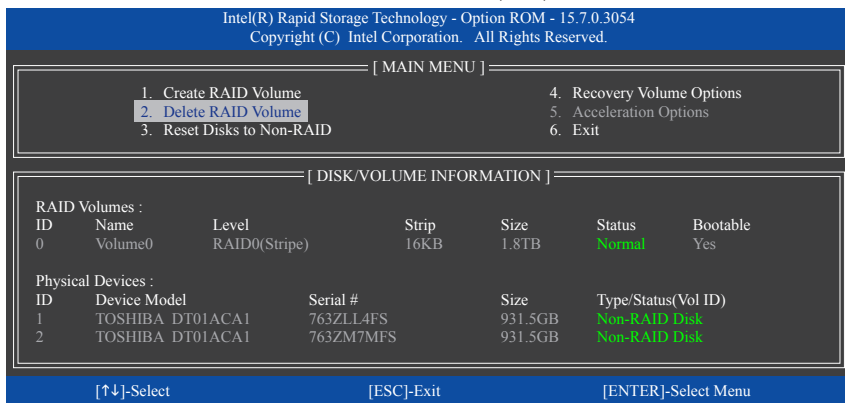 Intel(R) Rapid Storage Technology - Option ROM - 15.7.0.3054
Copyright (C) Intel Corporation. All Rights Reserved.
[ MAIN MENU ]
1. Create RAID Volume 4. Recovery Volume Options
2. Delete RAID Volume 5. Acceleration Options
3. Reset Disks to Non-RAID 6. Exit
[ DISK/VOLUME INFORMATION ]
RAID Volumes :
ID Name Level Strip Size Status Bootable
0 Volume0 RAID0(Stripe) 16KB 1.8TB Normal Yes
Physical Devices :
ID Device Model Serial # Size Type/Status(Vol ID)
1 TOSHIBA DT01ACA1 763ZLL4FS 931.5GB Non-RAID Disk
2 TOSHIBA DT01ACA1 763ZM7MFS 931.5GB Non-RAID Disk
[↑↓]-Select [ESC]-Exit [ENTER]-Select Menu